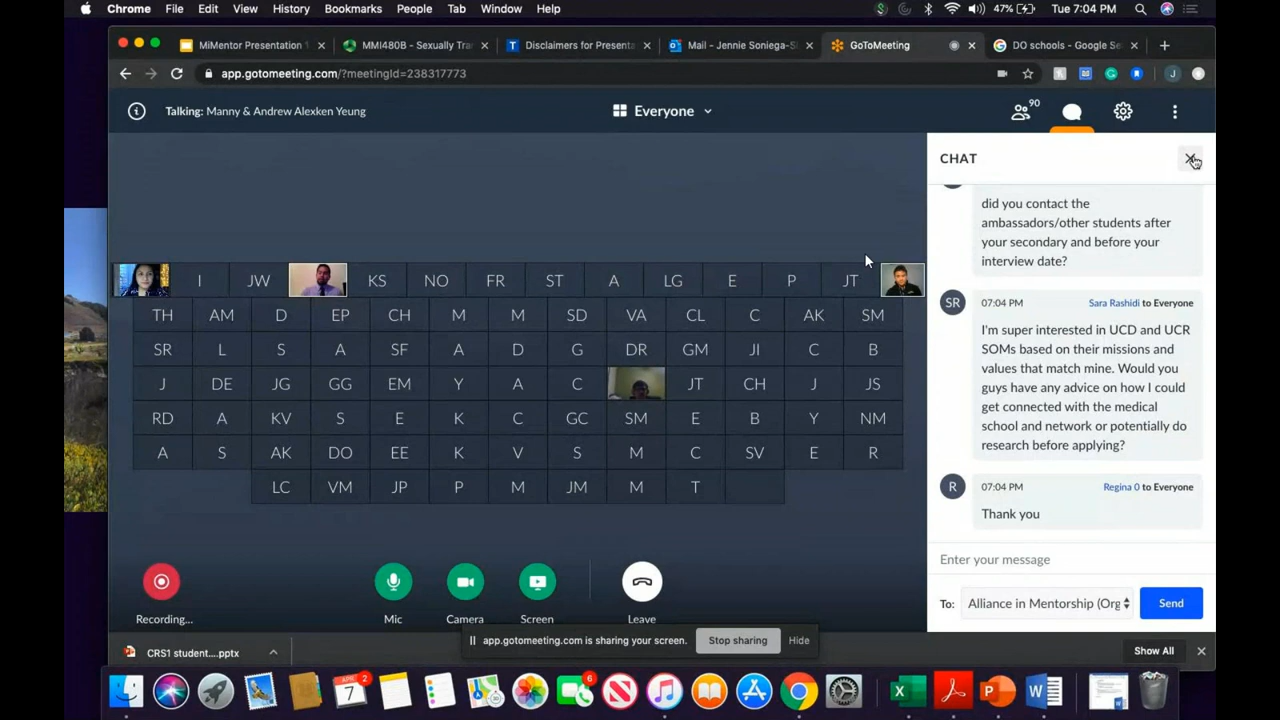 Chrome File Edit View History Bookmarks People Tab Window Help 47% Tue 7:04 PM
MiMentor Presentation MMI480B - Sexually Tra Disclaimers for Presenta Mail - Jennie Soniega-S GoToMeeting DO schools - Google Se
app.gotomeeting.com/?meetingId=238317773 J
Talking: Manny & Andrew Alexken Yeung Everyone 90
CHAT
did you contact the
ambassadors/other students after
your secondary and before your
interview date?
SR 07:04 PM Sara Rashidi to Everyone
I'm super interested in UCD and UCR
SOMs based on their missions and
values that match mine. Would you
guys have any advice on how I could
get connected with the medical
school and network or potentially do
research before applying?
R 07:04 PM Regina 0 to Everyone
Thank you
Enter your message
To: Alliance in Mentorship (Org Send
I JW KS NO FR ST A LG E P JT
TH AM D EP CH M M SD VA CL C AK SM
SR L S A SF A D G DR GM JI C B
J DE JG GG EM Y A C JT CH J JS
RD A KV S E K C GC SM E B Y NM
A S AK DO EE K V S M C SV E R
LC VM JP P M JM M T
Recording... Mic Camera Screen Leave
app.gotomeeting.com is sharing your screen. Stop sharing Hide
CRS1 student....pptx Show All
APRIL 7 2 6